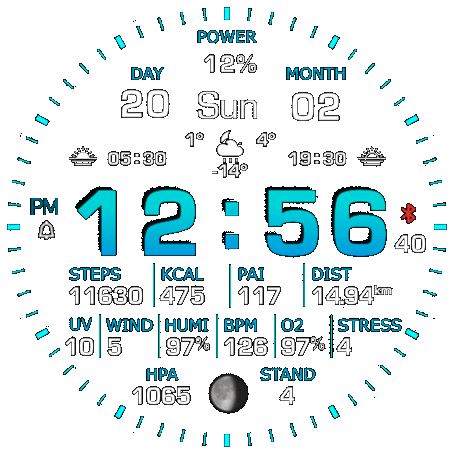 POWER
12%
DAY MONTH
20 Sun 02
1° 4°
05:30 -14° 19:30
PM 12:56 40
STEPS KCAL PAI DIST
11630 475 117 14,94km
UV WIND HUMI BPM O2 STRESS
10 5 97% 126 97% 4
HPA STAND
1065 4